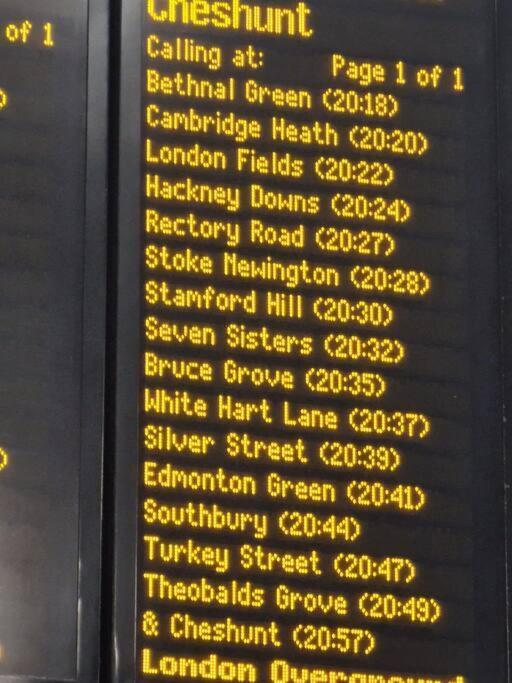 of 1
Cheshunt
Calling at: Page 1 of 1
Bethnal Green (20:18)
Cambridge Heath (20:20)
London Fields (20:22)
Hackney Downs (20:24)
Rectory Road (20:27)
Stoke Newington (20:28)
Stamford Hill (20:30)
Seven Sisters (20:32)
Bruce Grove (20:35)
White Hart Lane (20:37)
Silver Street (20:39)
Edmonton Green (20:41)
Southbury (20:44)
Turkey Street (20:47)
Theobalds Grove (20:49)
& Cheshunt (20:57)
London Overground